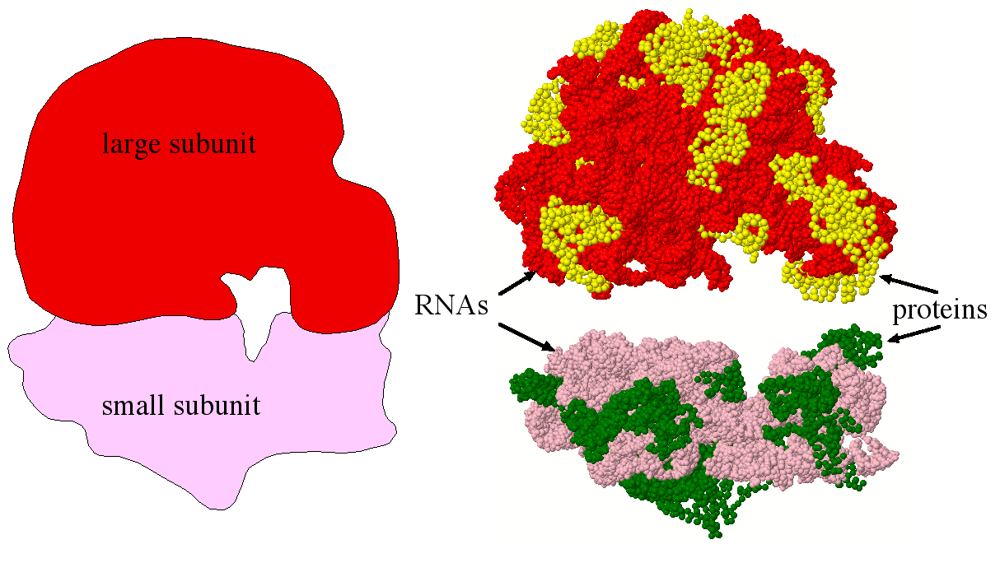 large subunit
small subunit
RNAs
proteins